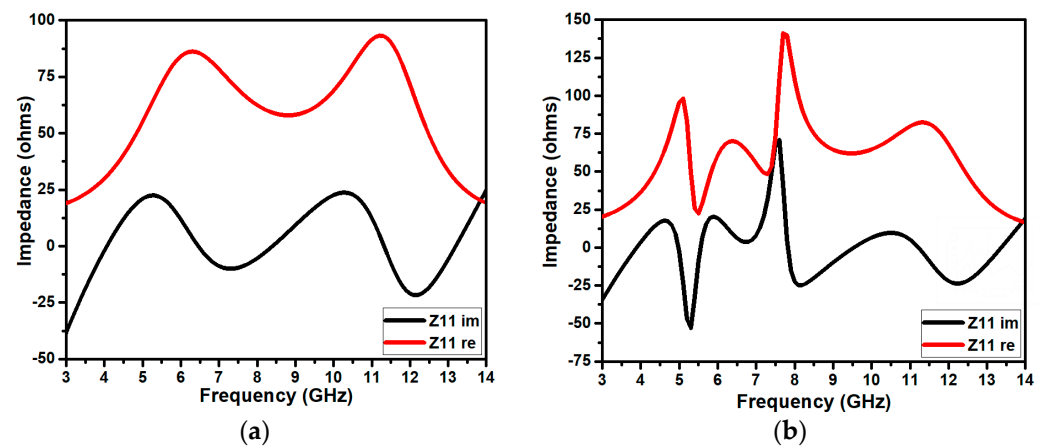 100
75
50
25
0
-25
-50
Impedance (ohms)
3 4 5 6 7 8 9 10 11 12 13 14
Frequency (GHz)
Z11 im
Z11 re
(a)
150
125
100
75
50
25
0
-25
-50
-75
Impedance (ohms)
3 4 5 6 7 8 9 10 11 12 13 14
Frequency (GHz)
Z11 im
Z11 re
(b)